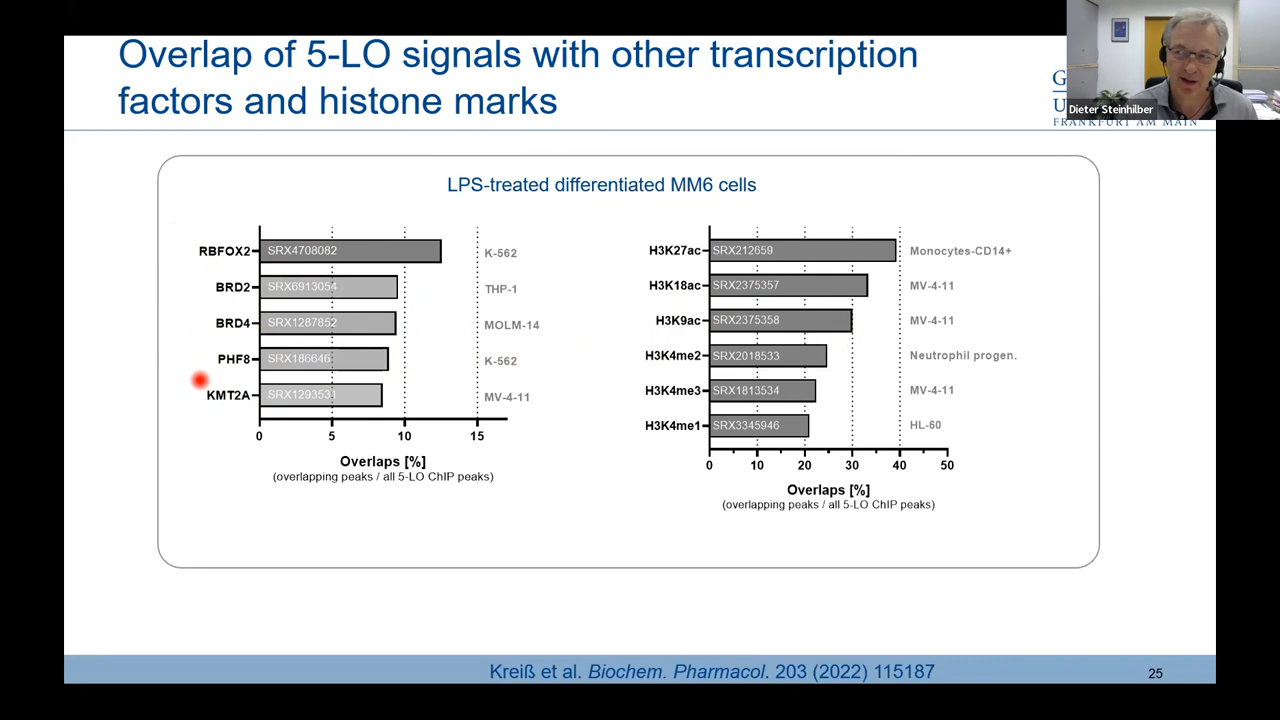 Overlap of 5-LO signals with other transcription
factors and histone marks
G
U
FRANKFURT AM MAIN
Dieter Steinhilber
LPS-treated differentiated MM6 cells
RBFOX2 SRX4708082 K-562
BRD2 SRX6913054 THP-1
BRD4 SRX1287852 MOLM-14
PHF8 SRX186646 K-562
KMT2A SRX1293531 MV-4-11
0 5 10 15
Overlaps [%]
(overlapping peaks / all 5-LO ChIP peaks)
H3K27ac SRX212659 Monocytes-CD14+
H3K18ac SRX2375357 MV-4-11
H3K9ac SRX2375358 MV-4-11
H3K4me2 SRX2018533 Neutrophil progen.
H3K4me3 SRX1813534 MV-4-11
H3K4me1 SRX3345946 HL-60
0 10 20 30 40 50
Overlaps [%]
(overlapping peaks / all 5-LO ChIP peaks)
Kreiß et al. Biochem. Pharmacol. 203 (2022) 115187
25